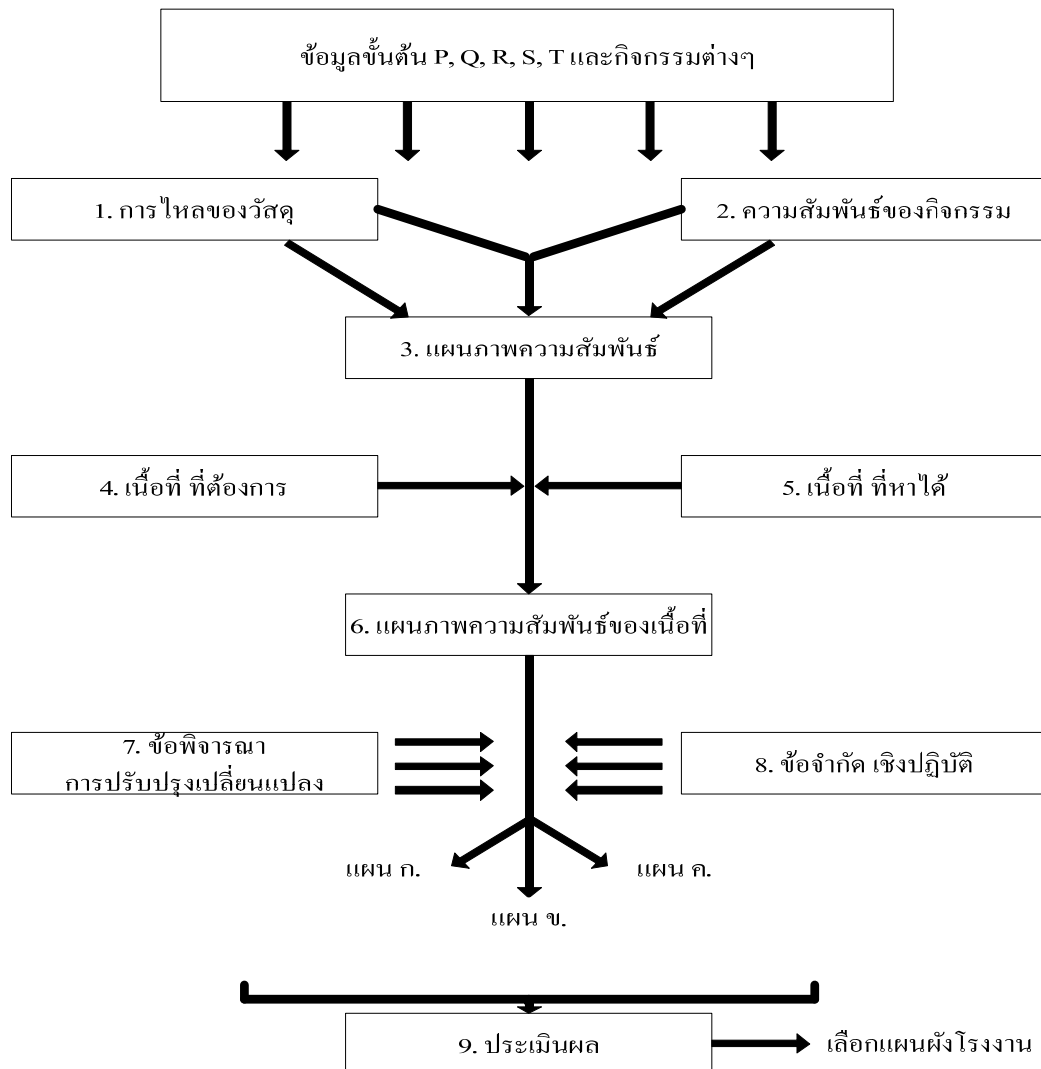 ข้อมูลขั้นต้น P, Q, R, S, T และกิจกรรมต่างๆ
1. การไหลของวัสดุ
2. ความสัมพันธ์ของกิจกรรม
3. แผนภาพความสัมพันธ์
4. เนื้อที่ ที่ต้องการ
5. เนื้อที่ ที่หาได้
6. แผนภาพความสัมพันธ์ของเนื้อที่
7. ข้อพิจารณา
การปรับปรุงเปลี่ยนแปลง
8. ข้อจำกัด เชิงปฏิบัติ
แผน ก.
แผน ค.
แผน ข.
9. ประเมินผล
เลือกแผนผังโรงงาน